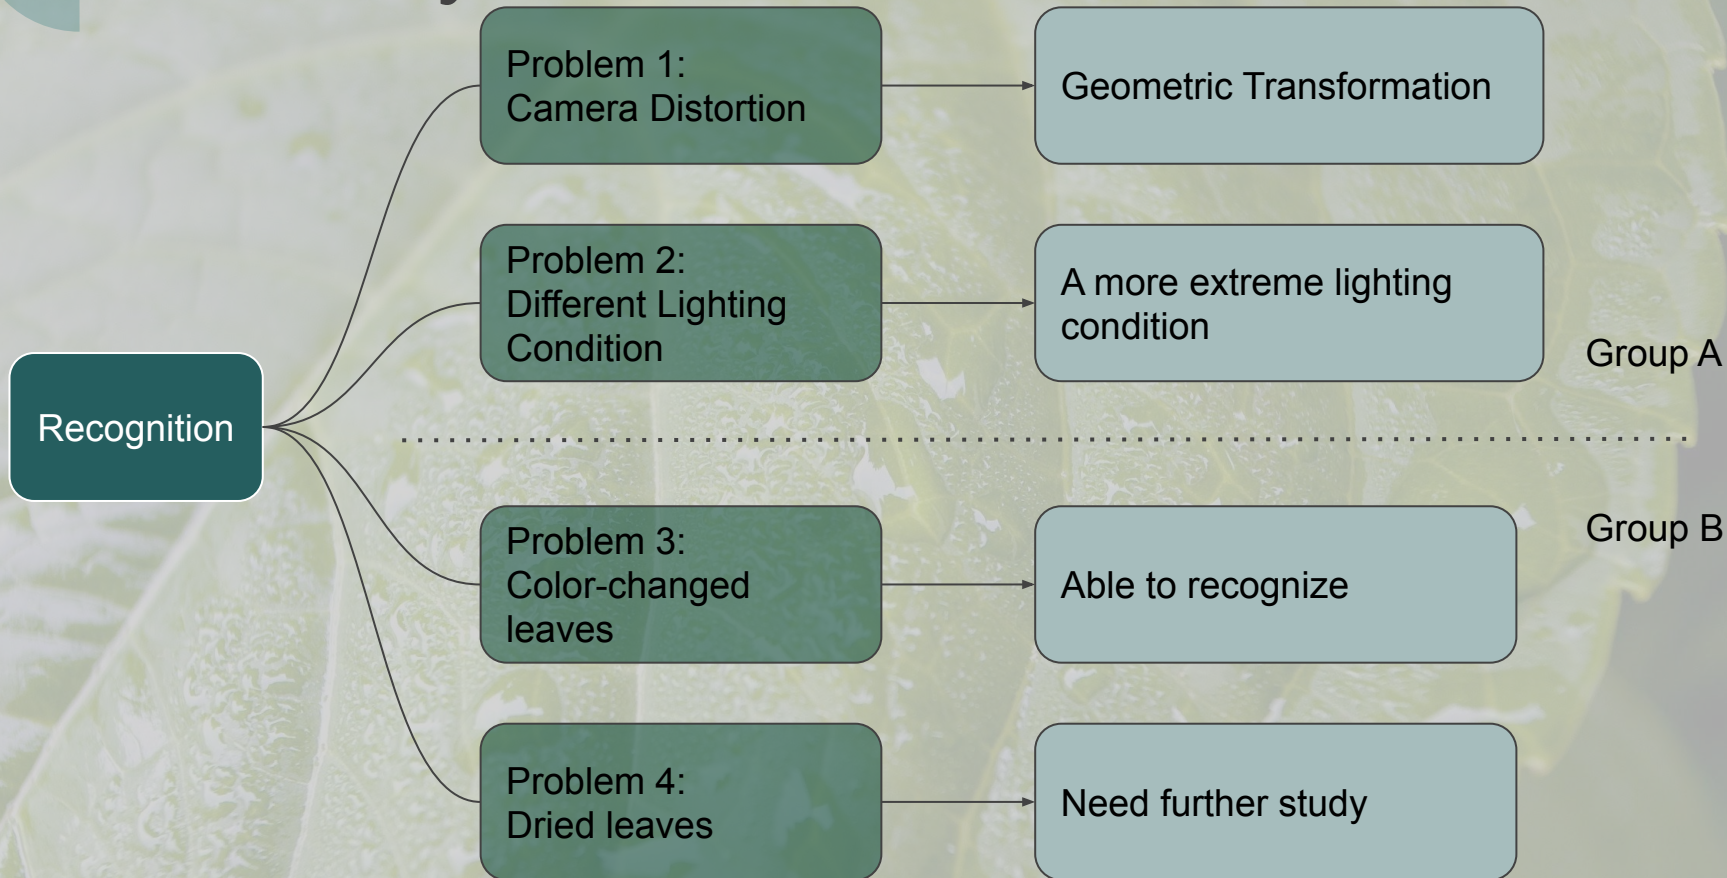 Recognition
Problem 1:
Camera Distortion
Geometric Transformation
Problem 2:
Different Lighting
Condition
A more extreme lighting
condition
Group A
Group B
Problem 3:
Color-changed
leaves
Able to recognize
Problem 4:
Dried leaves
Need further study